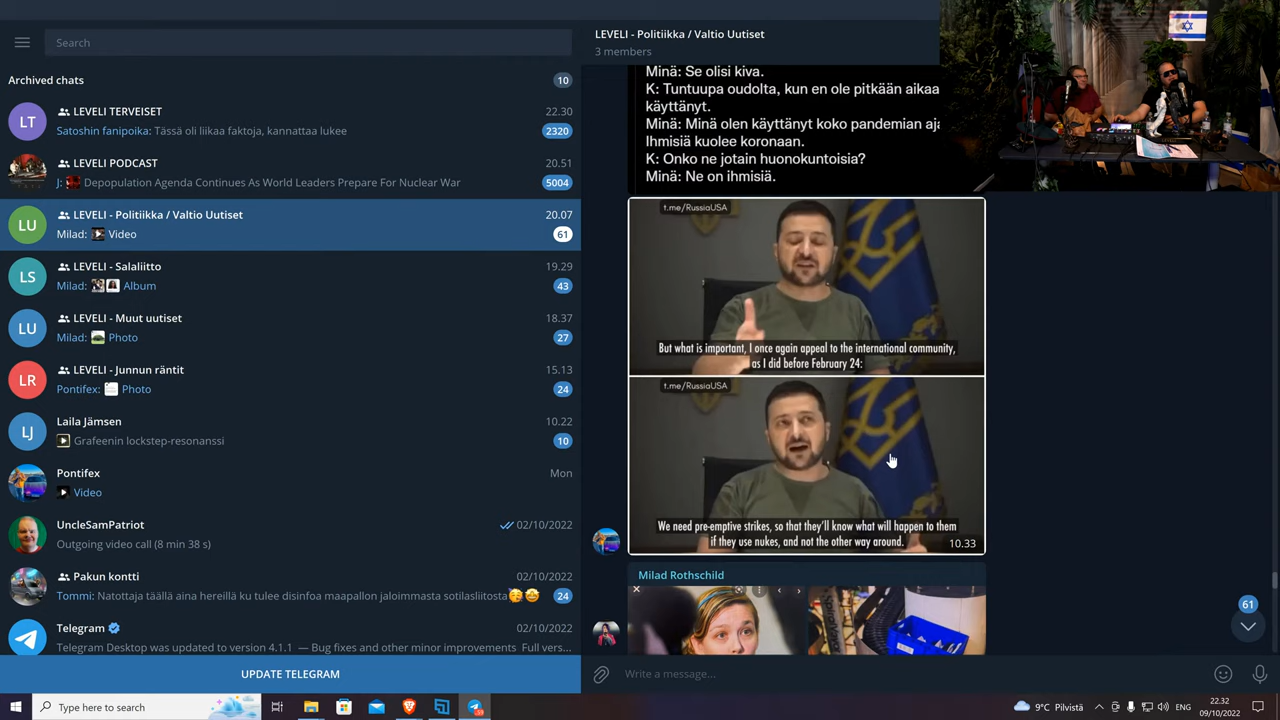 Search
Archived chats
10
LT
LEVELI TERVEISET
22.30
Satoshin fanipoika: Tässä oli liikaa faktoja, kannattaa lukee
2320
LEVELI PODCAST
20.51
J: Depopulation Agenda Continues As World Leaders Prepare For Nuclear War
5004
LU
LEVELI - Politiikka / Valtio Uutiset
20.07
Milad: Video
61
LS
LEVELI - Salaliitto
19.29
Milad: Album
43
LU
LEVELI - Muut uutiset
18.37
Milad: Photo
27
LR
LEVELI - Junnun räntit
15.13
Pontifex: Photo
24
LJ
Laila Jämsen
10.22
Grafeenin lockstep-resonanssi
10
Pontifex
Mon
Video
UncleSamPatriot
02/10/2022
Outgoing video call (8 min 38 s)
Pakun kontti
02/10/2022
Tommi: Natottaja täällä aina hereillä ku tulee disinfoa maapallon jaloimmasta sotilasliitosta
24
Telegram
02/10/2022
Telegram Desktop was updated to version 4.1.1 — Bug fixes and other minor improvements Full vers...
UPDATE TELEGRAM
LEVELI - Politiikka / Valtio Uutiset
3 members
Minä: Se olisi kiva.
K: Tuntuupa oudolta, kun en ole pitkään aikaa
käyttänyt.
Minä: Minä olen käyttänyt koko pandemian aja
Ihmisiä kuolee koronaan.
K: Onko ne jotain huonokuntoisia?
Minä: Ne on ihmisiä.
t.me/RussiaUSA
But what is important, I once again appeal to the international community,
as I did before February 24:
t.me/RussiaUSA
We need pre-emptive strikes, so that they'll know what will happen to them
if they use nukes, and not the other way around.
10.33
Milad Rothschild
61
Write a message...
Type here to search
9°C Pilvistä
ENG
22.32
09/10/2022